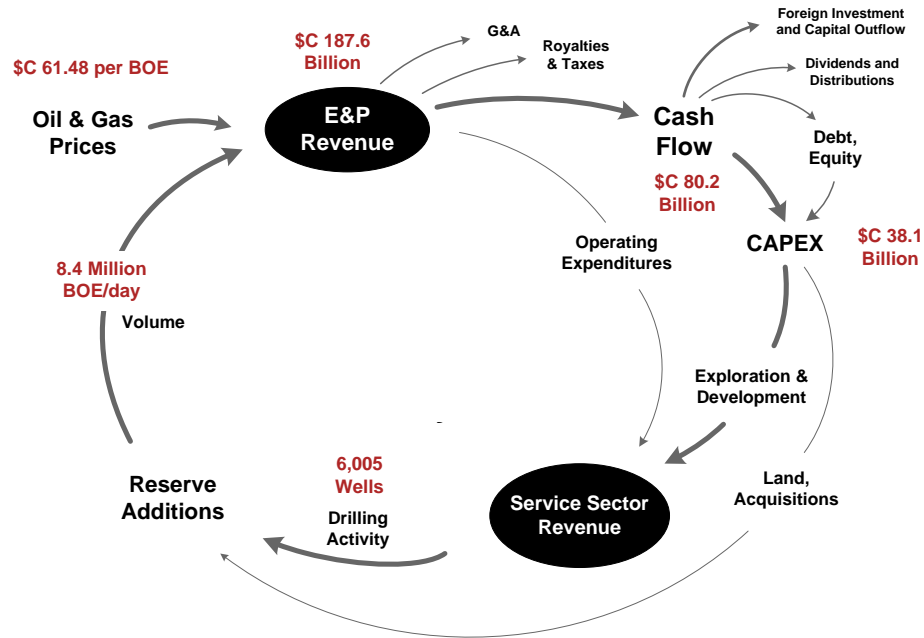 Foreign Investment
and Capital Outflow
G&A
$C 187.6
Billion
Royalties
& Taxes
$C 61.48 per BOE
Dividends and
Distributions
Oil & Gas
Prices
E&P
Revenue
Cash
Flow
Debt,
Equity
$C 80.2
Billion
Operating
Expenditures
CAPEX
$C 38.1
Billion
8.4 Million
BOE/day
Volume
Exploration &
Development
6,005
Wells
Reserve
Additions
Drilling
Activity
Service Sector
Revenue
Land,
Acquisitions